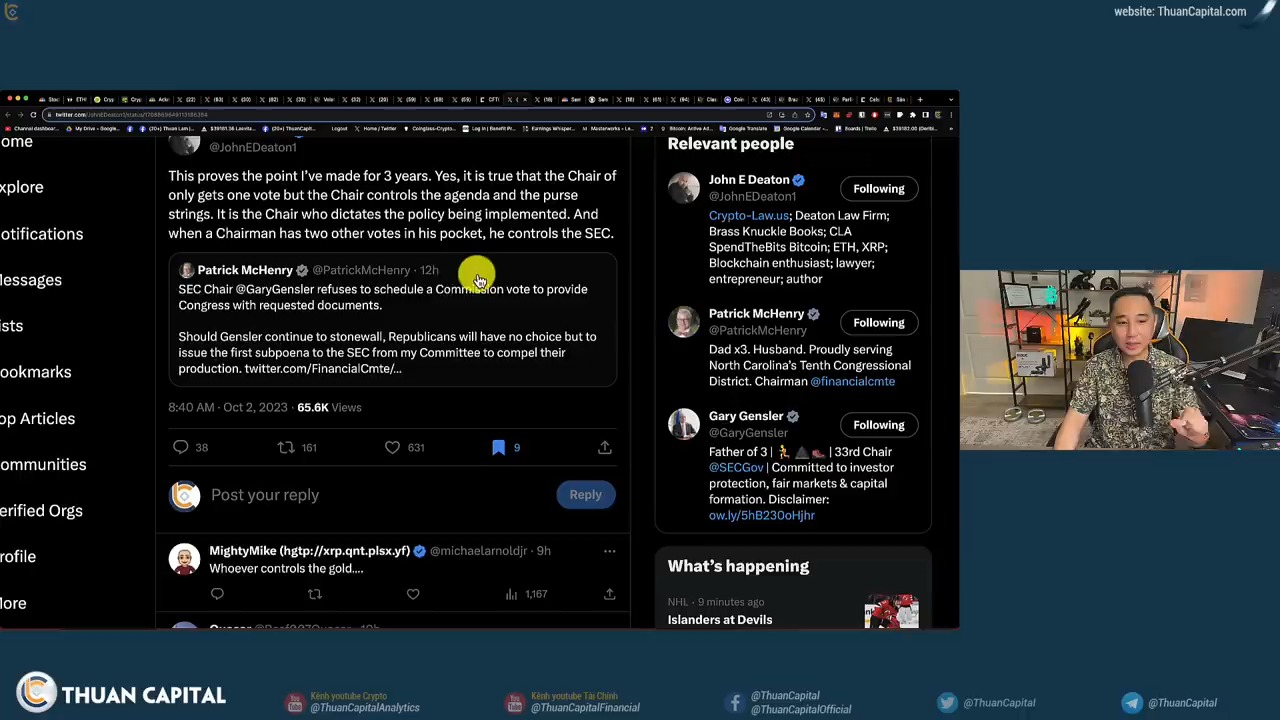 website: ThuanCapital.com
@JohnEDeaton1
This proves the point I've made for 3 years. Yes, it is true that the Chair of
only gets one vote but the Chair controls the agenda and the purse
strings. It is the Chair who dictates the policy being implemented. And
when a Chairman has two other votes in his pocket, he controls the SEC.
Patrick McHenry @PatrickMcHenry · 12h
SEC Chair @GaryGensler refuses to schedule a Commission vote to provide
Congress with requested documents.
Should Gensler continue to stonewall, Republicans will have no choice but to
issue the first subpoena to the SEC from my Committee to compel their
production. twitter.com/FinancialCmte/...
8:40 AM · Oct 2, 2023 · 65.6K Views
38 161 631 9
Post your reply
Reply
MightyMike (hgtp://xrp.qnt.plsx.yf) @michaelarnoldjr · 9h
Whoever controls the gold....
1,167
ome
xplore
otifications
essages
ists
ookmarks
op Articles
ommunities
erified Orgs
rofile
ore
Relevant people
John E Deaton
@JohnEDeaton1
Following
Crypto-Law.us; Deaton Law Firm;
Brass Knuckle Books; CLA
SpendTheBits Bitcoin; ETH, XRP;
Blockchain enthusiast; lawyer;
entrepreneur; author
Patrick McHenry
@PatrickMcHenry
Following
Dad x3. Husband. Proudly serving
North Carolina's Tenth Congressional
District. Chairman @financialcmte
Gary Gensler
@GaryGensler
Following
Father of 3 | | 33rd Chair
@SECGov | Committed to investor
protection, fair markets & capital
formation. Disclaimer:
ow.ly/5hB230oHjhr
What's happening
NHL · 9 minutes ago
Islanders at Devils
THUAN CAPITAL
Kênh youtube Crypto
@ThuanCapitalAnalytics
Kênh youtube Tài Chính
@ThuanCapitalFinancial
@ThuanCapital
@ThuanCapitalOfficial
@ThuanCapital
@ThuanCapital